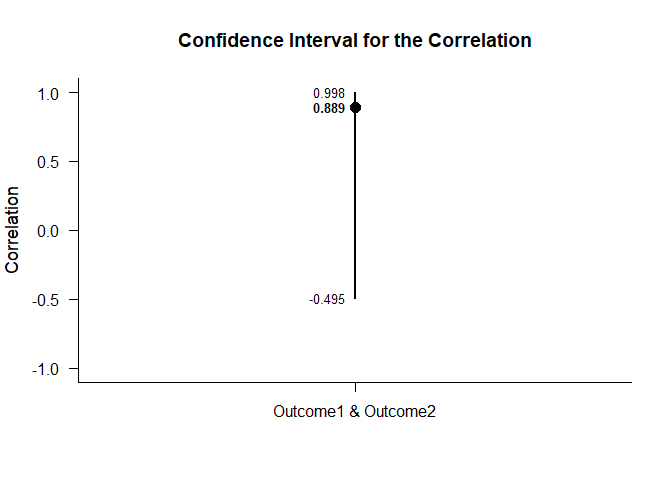 Confidence Interval for the Correlation
Correlation
1.0
0.5
0.0
-0.5
-1.0
0.998
0.889
-0.495
Outcome1 & Outcome2